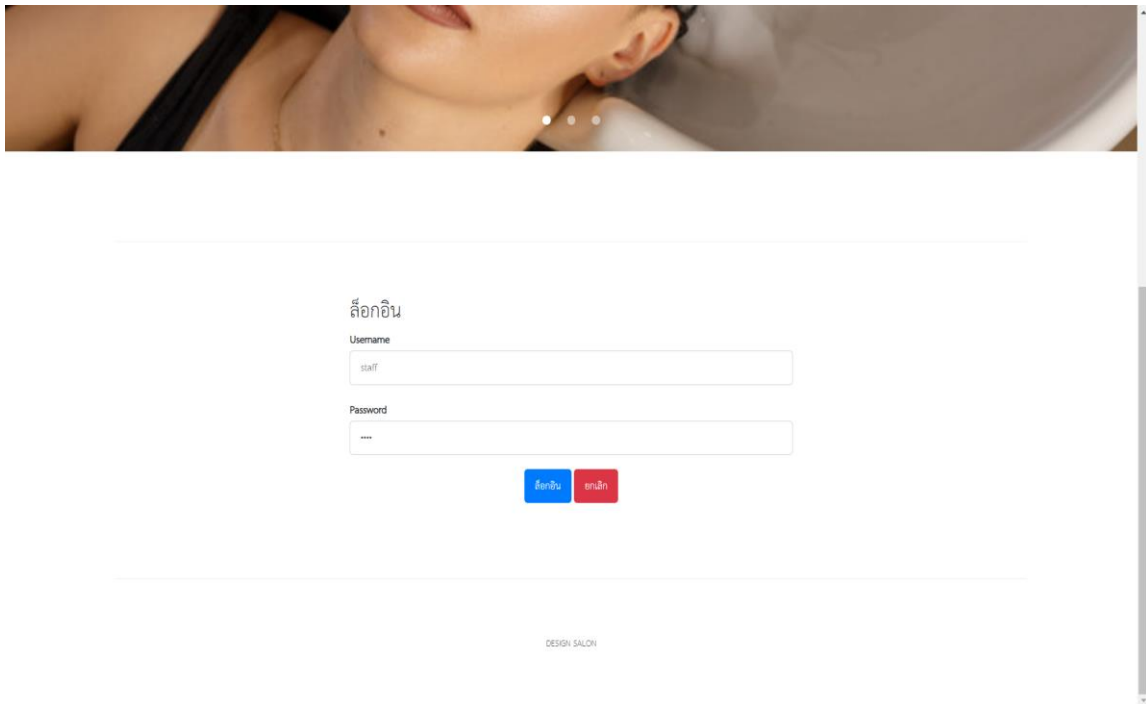 ล็อกอิน
Username
staff
Password
••••
ล็อกอิน ยกเลิก
DESIGN SALON